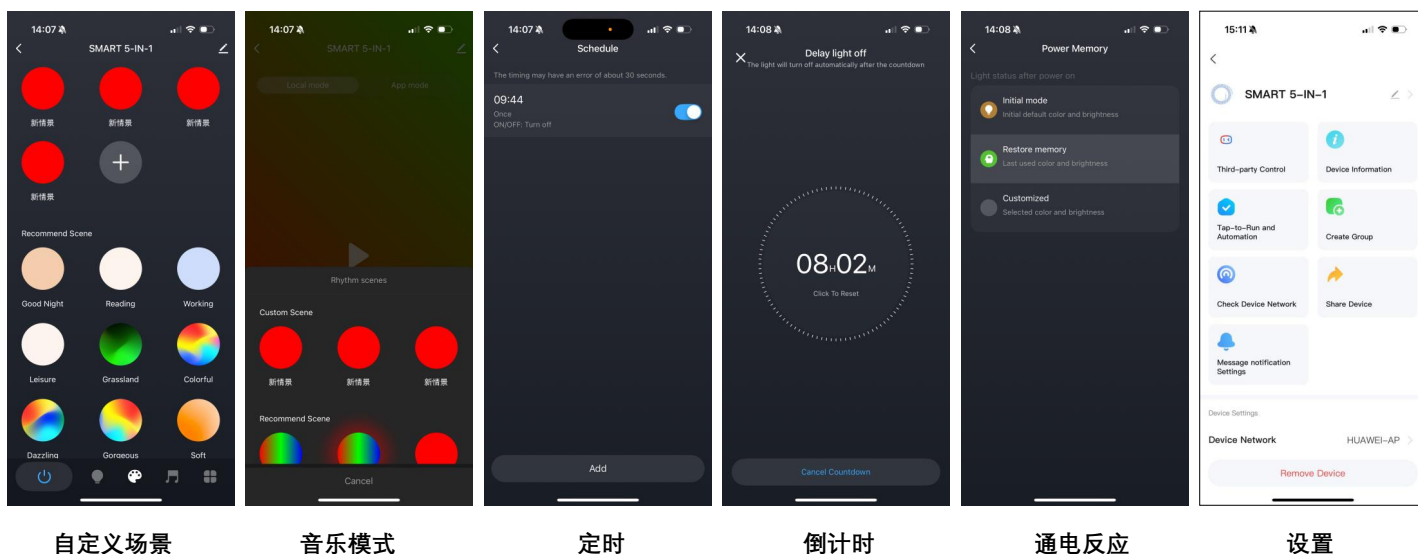 14:07
SMART 5-IN-1
新情景
新情景
新情景
新情景
Recommend Scene
Good Night
Reading
Working
Leisure
Grassland
Colorful
Dazzling
Gorgeous
Soft
自定义场景
14:07
SMART 5-IN-1
Local mode
App mode
Rhythm scenes
Custom Scene
新情景
新情景
新情景
Recommend Scene
Cancel
音乐模式
14:07
Schedule
The timing may have an error of about 30 seconds.
09:44
Once
ON/OFF: Turn off
Add
定时
14:08
Delay light off
The light will turn off automatically after the countdown
08H02M
Click To Reset
Cancel Countdown
倒计时
14:08
Power Memory
Light status after power on
Initial mode
Initial default color and brightness
Restore memory
Last used color and brightness
Customized
Selected color and brightness
通电反应
15:11
SMART 5-IN-1
Third-party Control
Device Information
Tap-to-Run and
Automation
Create Group
Check Device Network
Share Device
Message notification
Settings
Device Settings
Device Network
HUAWEI-AP
Remove Device
设置